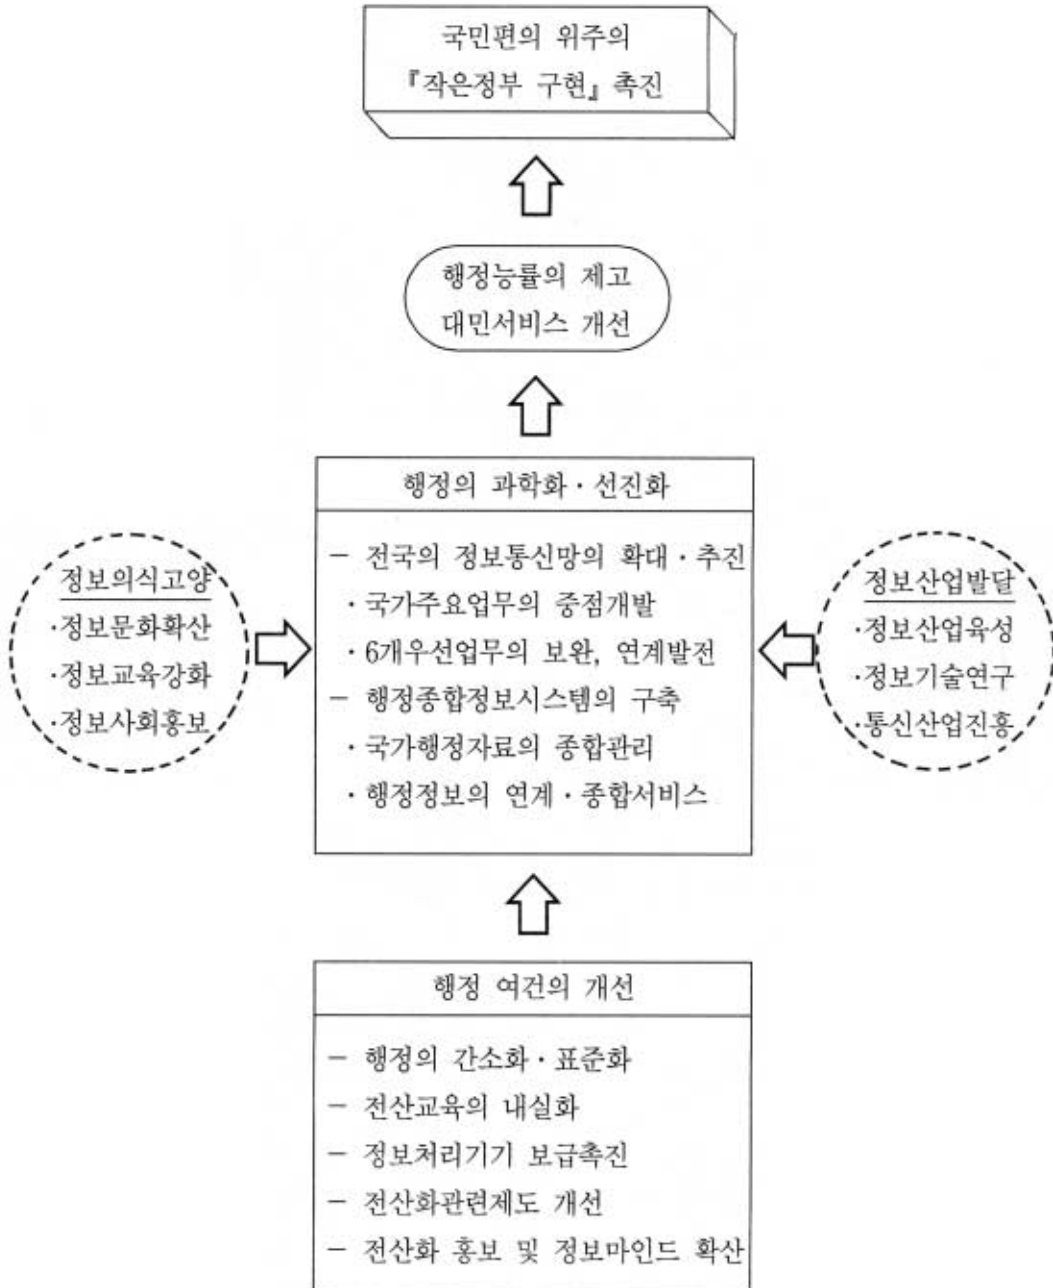 국민편의 위주의
『작은정부 구현』 촉진
행정능률의 제고
대민서비스 개선
행정의 과학화·선진화
— 전국의 정보통신망의 확대·추진
·국가주요업무의 중점개발
·6개우선업무의 보완, 연계발전
— 행정종합정보시스템의 구축
·국가행정자료의 종합관리
·행정정보의 연계·종합서비스
정보의식고양
·정보문화확산
·정보교육강화
·정보사회홍보
정보산업발달
·정보산업육성
·정보기술연구
·통신산업진흥
행정 여건의 개선
— 행정의 간소화·표준화
— 전산교육의 내실화
— 정보처리기기 보급촉진
— 전산화관련제도 개선
— 전산화 홍보 및 정보마인드 확산